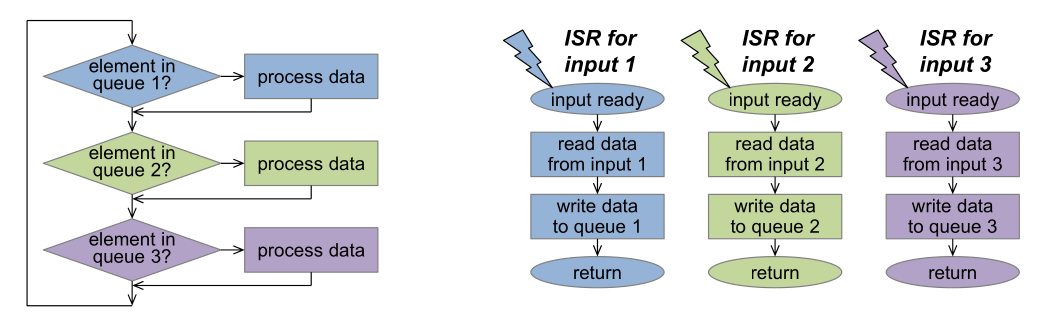 element in
queue 1?
process data
element in
queue 2?
process data
element in
queue 3?
process data
ISR for
input 1
input ready
read data
from input 1
write data
to queue 1
return
ISR for
input 2
input ready
read data
from input 2
write data
to queue 2
return
ISR for
input 3
input ready
read data
from input 3
write data
to queue 3
return